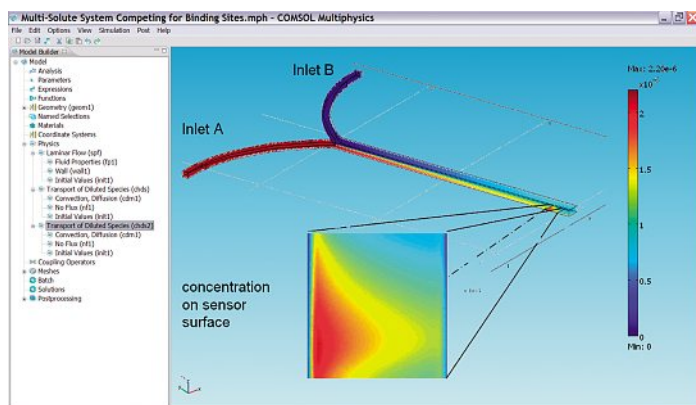 Multi-Solute System Competing for Binding Sites.mph - COMSOL Multiphysics
File Edit Options View Simulation Post Help
Model Builder
Model
Analysis
Parameters
Expressions
Functions
Geometry (geom1)
Named Selections
Materials
Coordinate Systems
Physics
Laminar Flow (spf)
Fluid Properties (fp1)
Wall (wall1)
Initial Values (init1)
Transport of Diluted Species (chds)
Convection, Diffusion (cdm1)
No Flux (nf1)
Initial Values (init1)
Transport of Diluted Species (chds2)
Convection, Diffusion (cdm1)
No Flux (nf1)
Initial Values (init1)
Coupling Operators
Meshes
Batch
Solutions
Postprocessing
Inlet B
Inlet A
concentration
on sensor
surface
Max: 2.20e-6
2
1.5
1
0.5
0
Min: 0